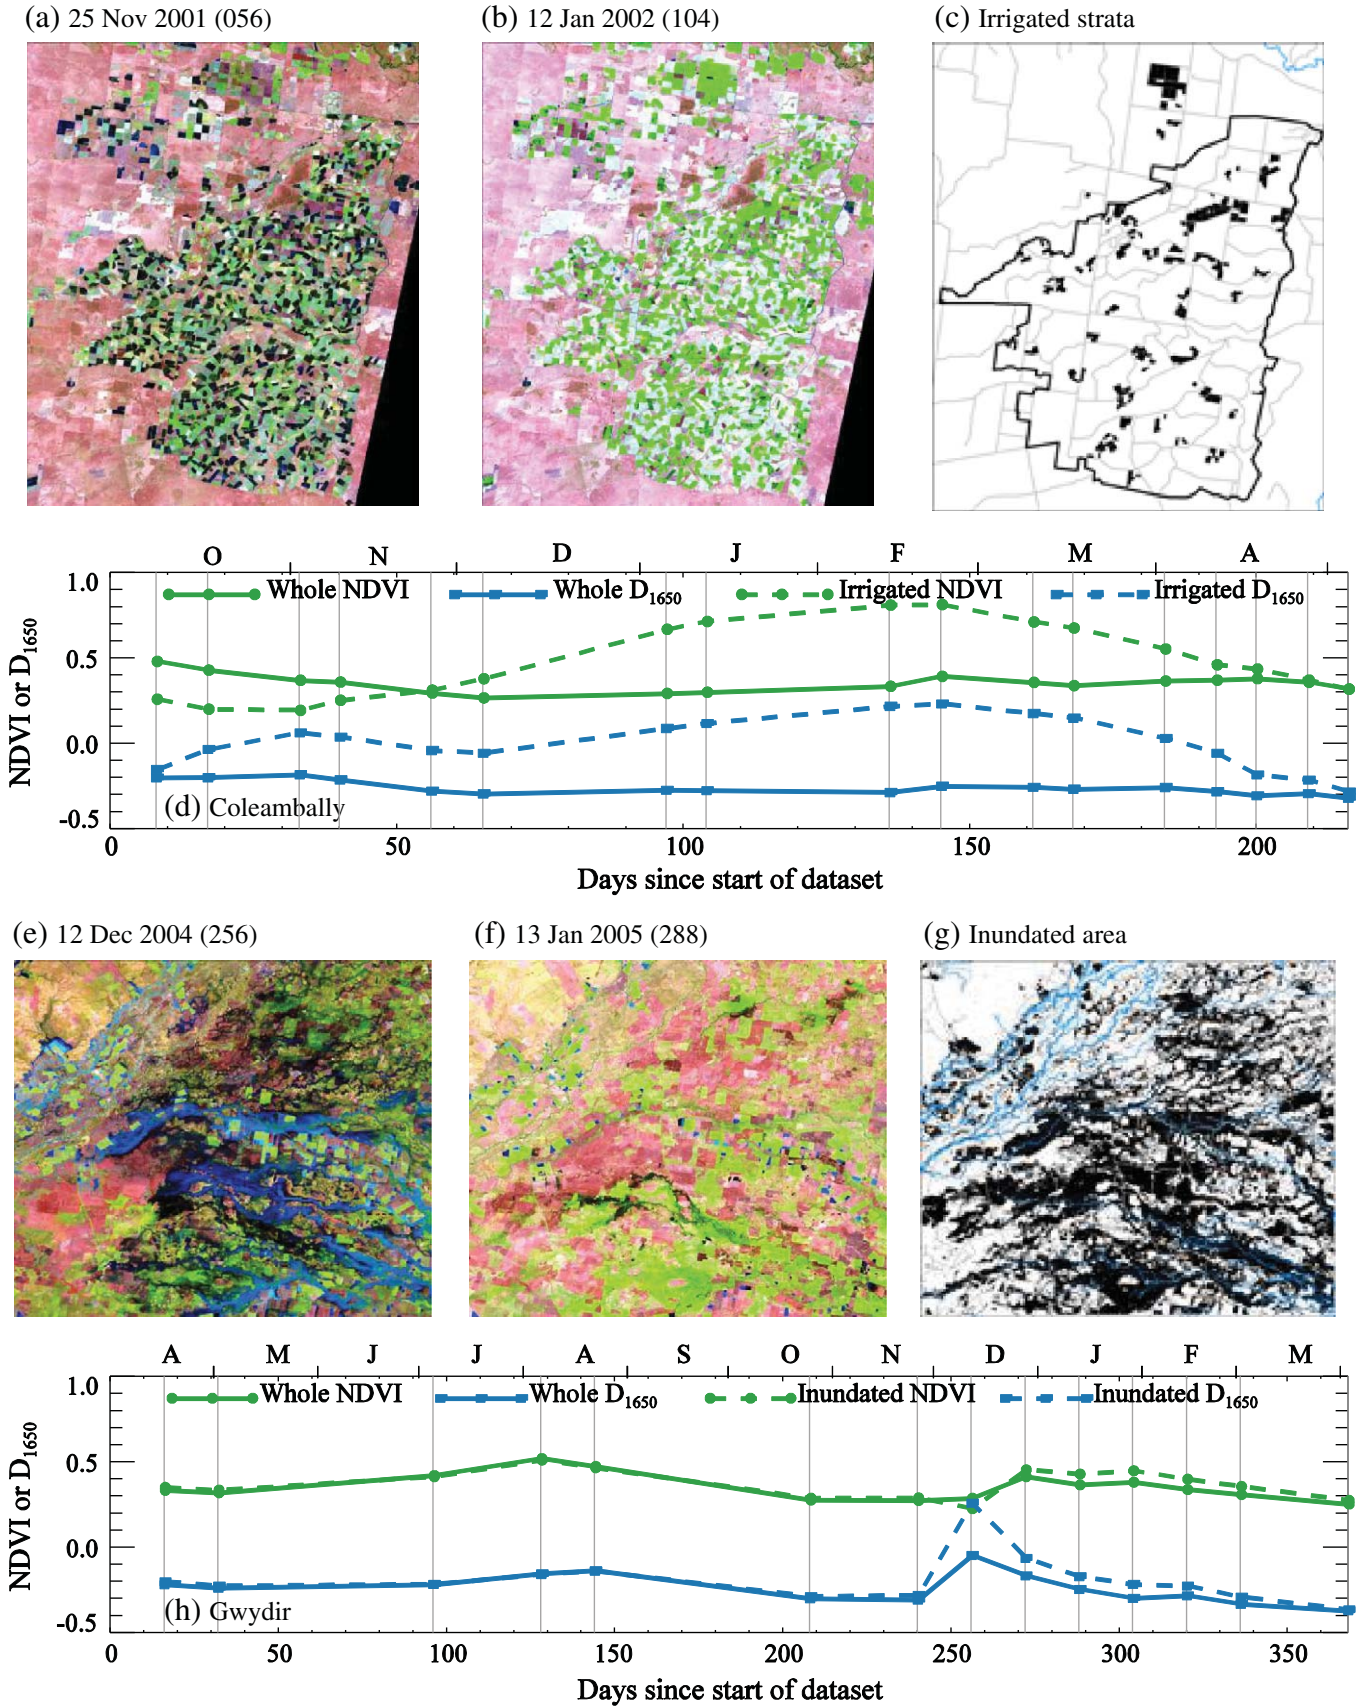 (a) 25 Nov 2001 (056)
(b) 12 Jan 2002 (104)
(c) Irrigated strata
O N D J F M A
Whole NDVI
Whole D1650
Irrigated NDVI
Irrigated D1650
1.0
0.5
0.0
-0.5
NDVI or D1650
(d) Coleambally
0 50 100 150 200
Days since start of dataset
(e) 12 Dec 2004 (256)
(f) 13 Jan 2005 (288)
(g) Inundated area
A M J J A S O N D J F M
Whole NDVI
Whole D1650
Inundated NDVI
Inundated D1650
1.0
0.5
0.0
-0.5
NDVI or D1650
(h) Gwydir
0 50 100 150 200 250 300 350
Days since start of dataset